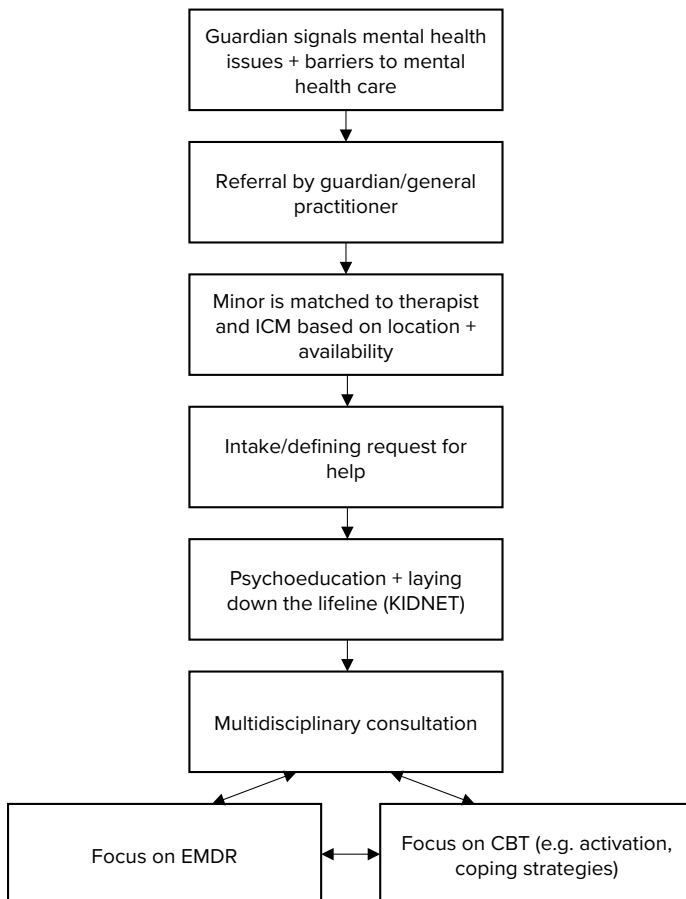 Guardian signals mental health
issues + barriers to mental
health care
Referral by guardian/general
practitioner
Minor is matched to therapist
and ICM based on location +
availability
Intake/defining request for
help
Psychoeducation + laying
down the lifeline (KIDNET)
Multidisciplinary consultation
Focus on EMDR
Focus on CBT (e.g. activation,
coping strategies)